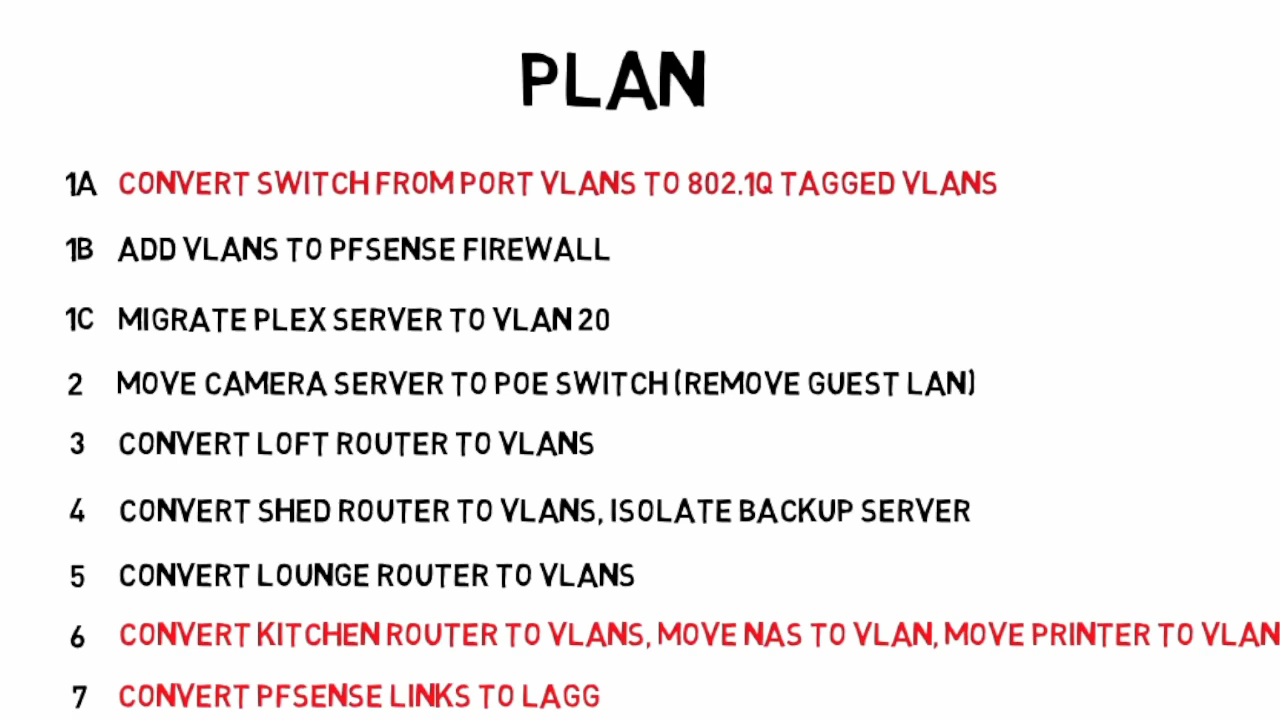 PLAN
1A CONVERT SWITCH FROM PORT VLANS TO 802.1Q TAGGED VLANS
1B ADD VLANS TO PFSENSE FIREWALL
1C MIGRATE PLEX SERVER TO VLAN 20
2 MOVE CAMERA SERVER TO POE SWITCH (REMOVE GUEST LAN)
3 CONVERT LOFT ROUTER TO VLANS
4 CONVERT SHED ROUTER TO VLANS, ISOLATE BACKUP SERVER
5 CONVERT LOUNGE ROUTER TO VLANS
6 CONVERT KITCHEN ROUTER TO VLANS, MOVE NAS TO VLAN, MOVE PRINTER TO VLAN
7 CONVERT PFSENSE LINKS TO LAGG